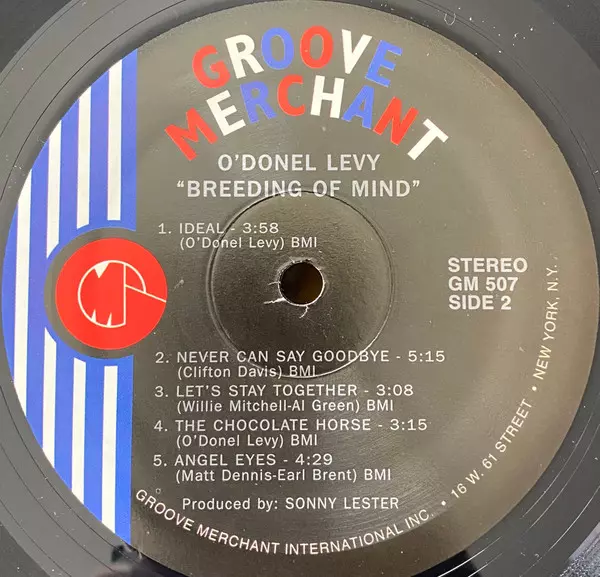 GROOVE
MERCHANT
O'DONEL LEVY
"BREEDING OF MIND"
1. IDEAL - 3:58
(O'Donel Levy) BMI
STEREO
GM 507
SIDE 2
2. NEVER CAN SAY GOODBYE - 5:15
(Clifton Davis) BMI
3. LET'S STAY TOGETHER - 3:08
(Willie Mitchell-Al Green) BMI
4. THE CHOCOLATE HORSE - 3:15
(O'Donel Levy) BMI
5. ANGEL EYES - 4:29
(Matt Dennis-Earl Brent) BMI
Produced by: SONNY LESTER
GROOVE MERCHANT INTERNATIONAL INC. • 16 W. 61 STREET • NEW YORK, N.Y.